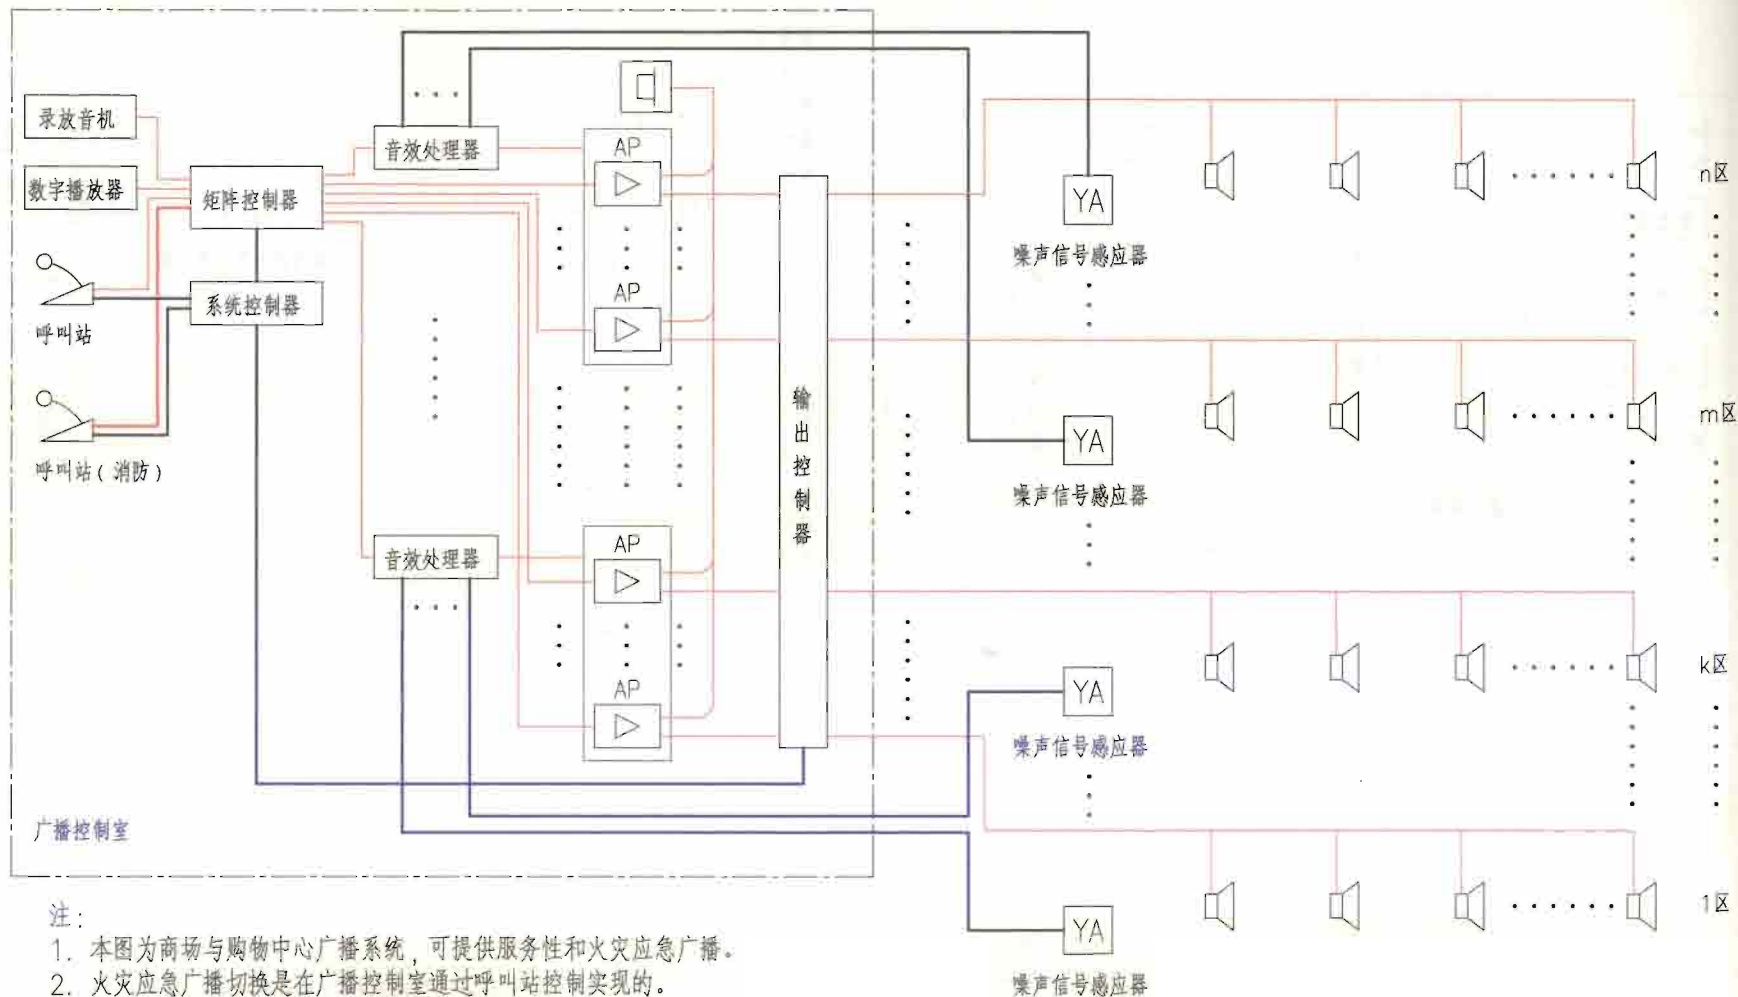 录放音机
数字播放器
矩阵控制器
音效处理器
AP
YA
噪声信号感应器
n区
系统控制器
呼叫站
AP
呼叫站(消防)
输出控制器
YA
噪声信号感应器
m区
音效处理器
AP
YA
噪声信号感应器
k区
AP
广播控制室
YA
噪声信号感应器
1区
注:
1. 本图为商场与购物中心广播系统,可提供服务性和火灾应急广播。
2. 火灾应急广播切换是在广播控制室通过呼叫站控制实现的。